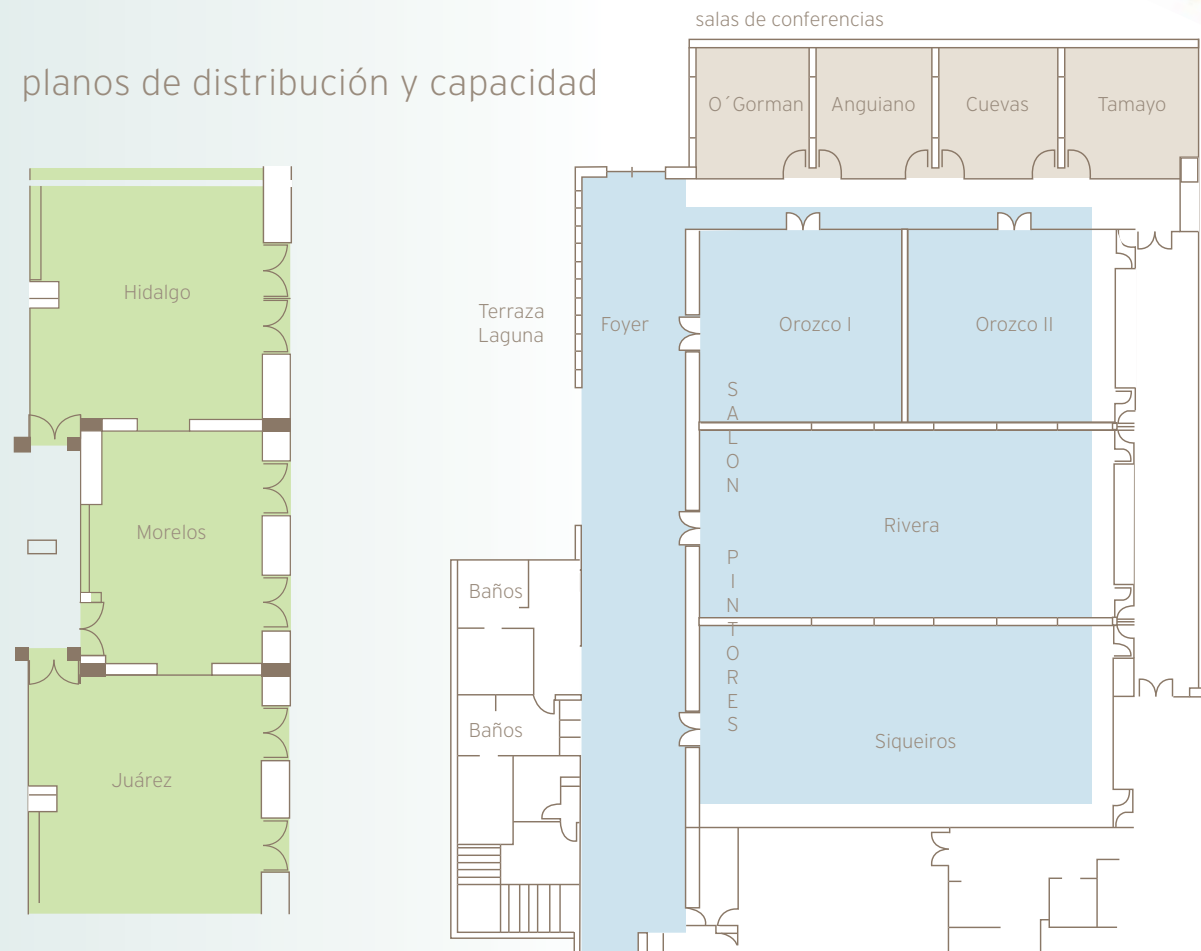 salas de conferencias
planos de distribución y capacidad
O´Gorman
Anguiano
Cuevas
Tamayo
Hidalgo
Terraza
Laguna
Foyer
Orozco I
Orozco II
SALON PINTORES
Rivera
Morelos
Baños
Baños
Siqueiros
Juárez